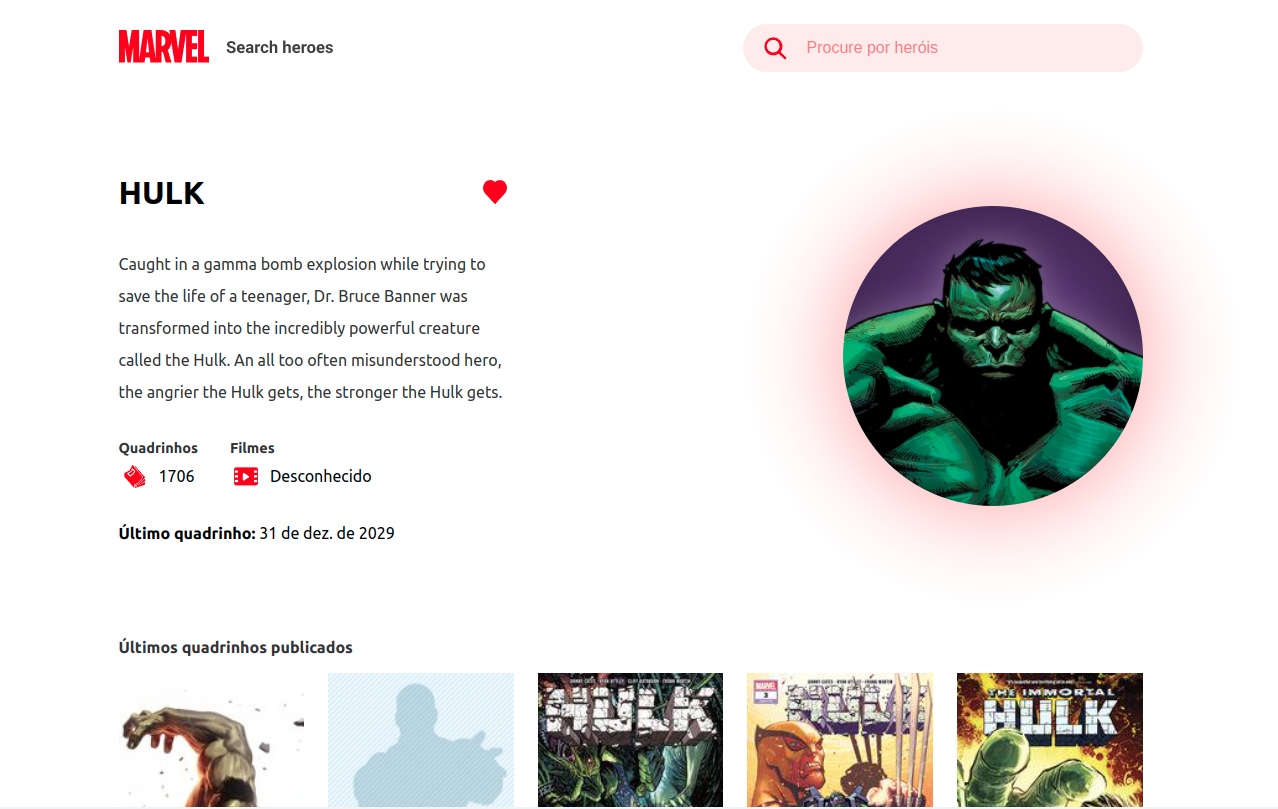 MARVEL Search heroes
Procure por heróis
HULK
Caught in a gamma bomb explosion while trying to
save the life of a teenager, Dr. Bruce Banner was
transformed into the incredibly powerful creature
called the Hulk. An all too often misunderstood hero,
the angrier the Hulk gets, the stronger the Hulk gets.
Quadrinhos Filmes
1706 Desconhecido
Último quadrinho: 31 de dez. de 2029
Últimos quadrinhos publicados
HULK
MARVEL
3
HULK
THE IMMORTAL
HULK